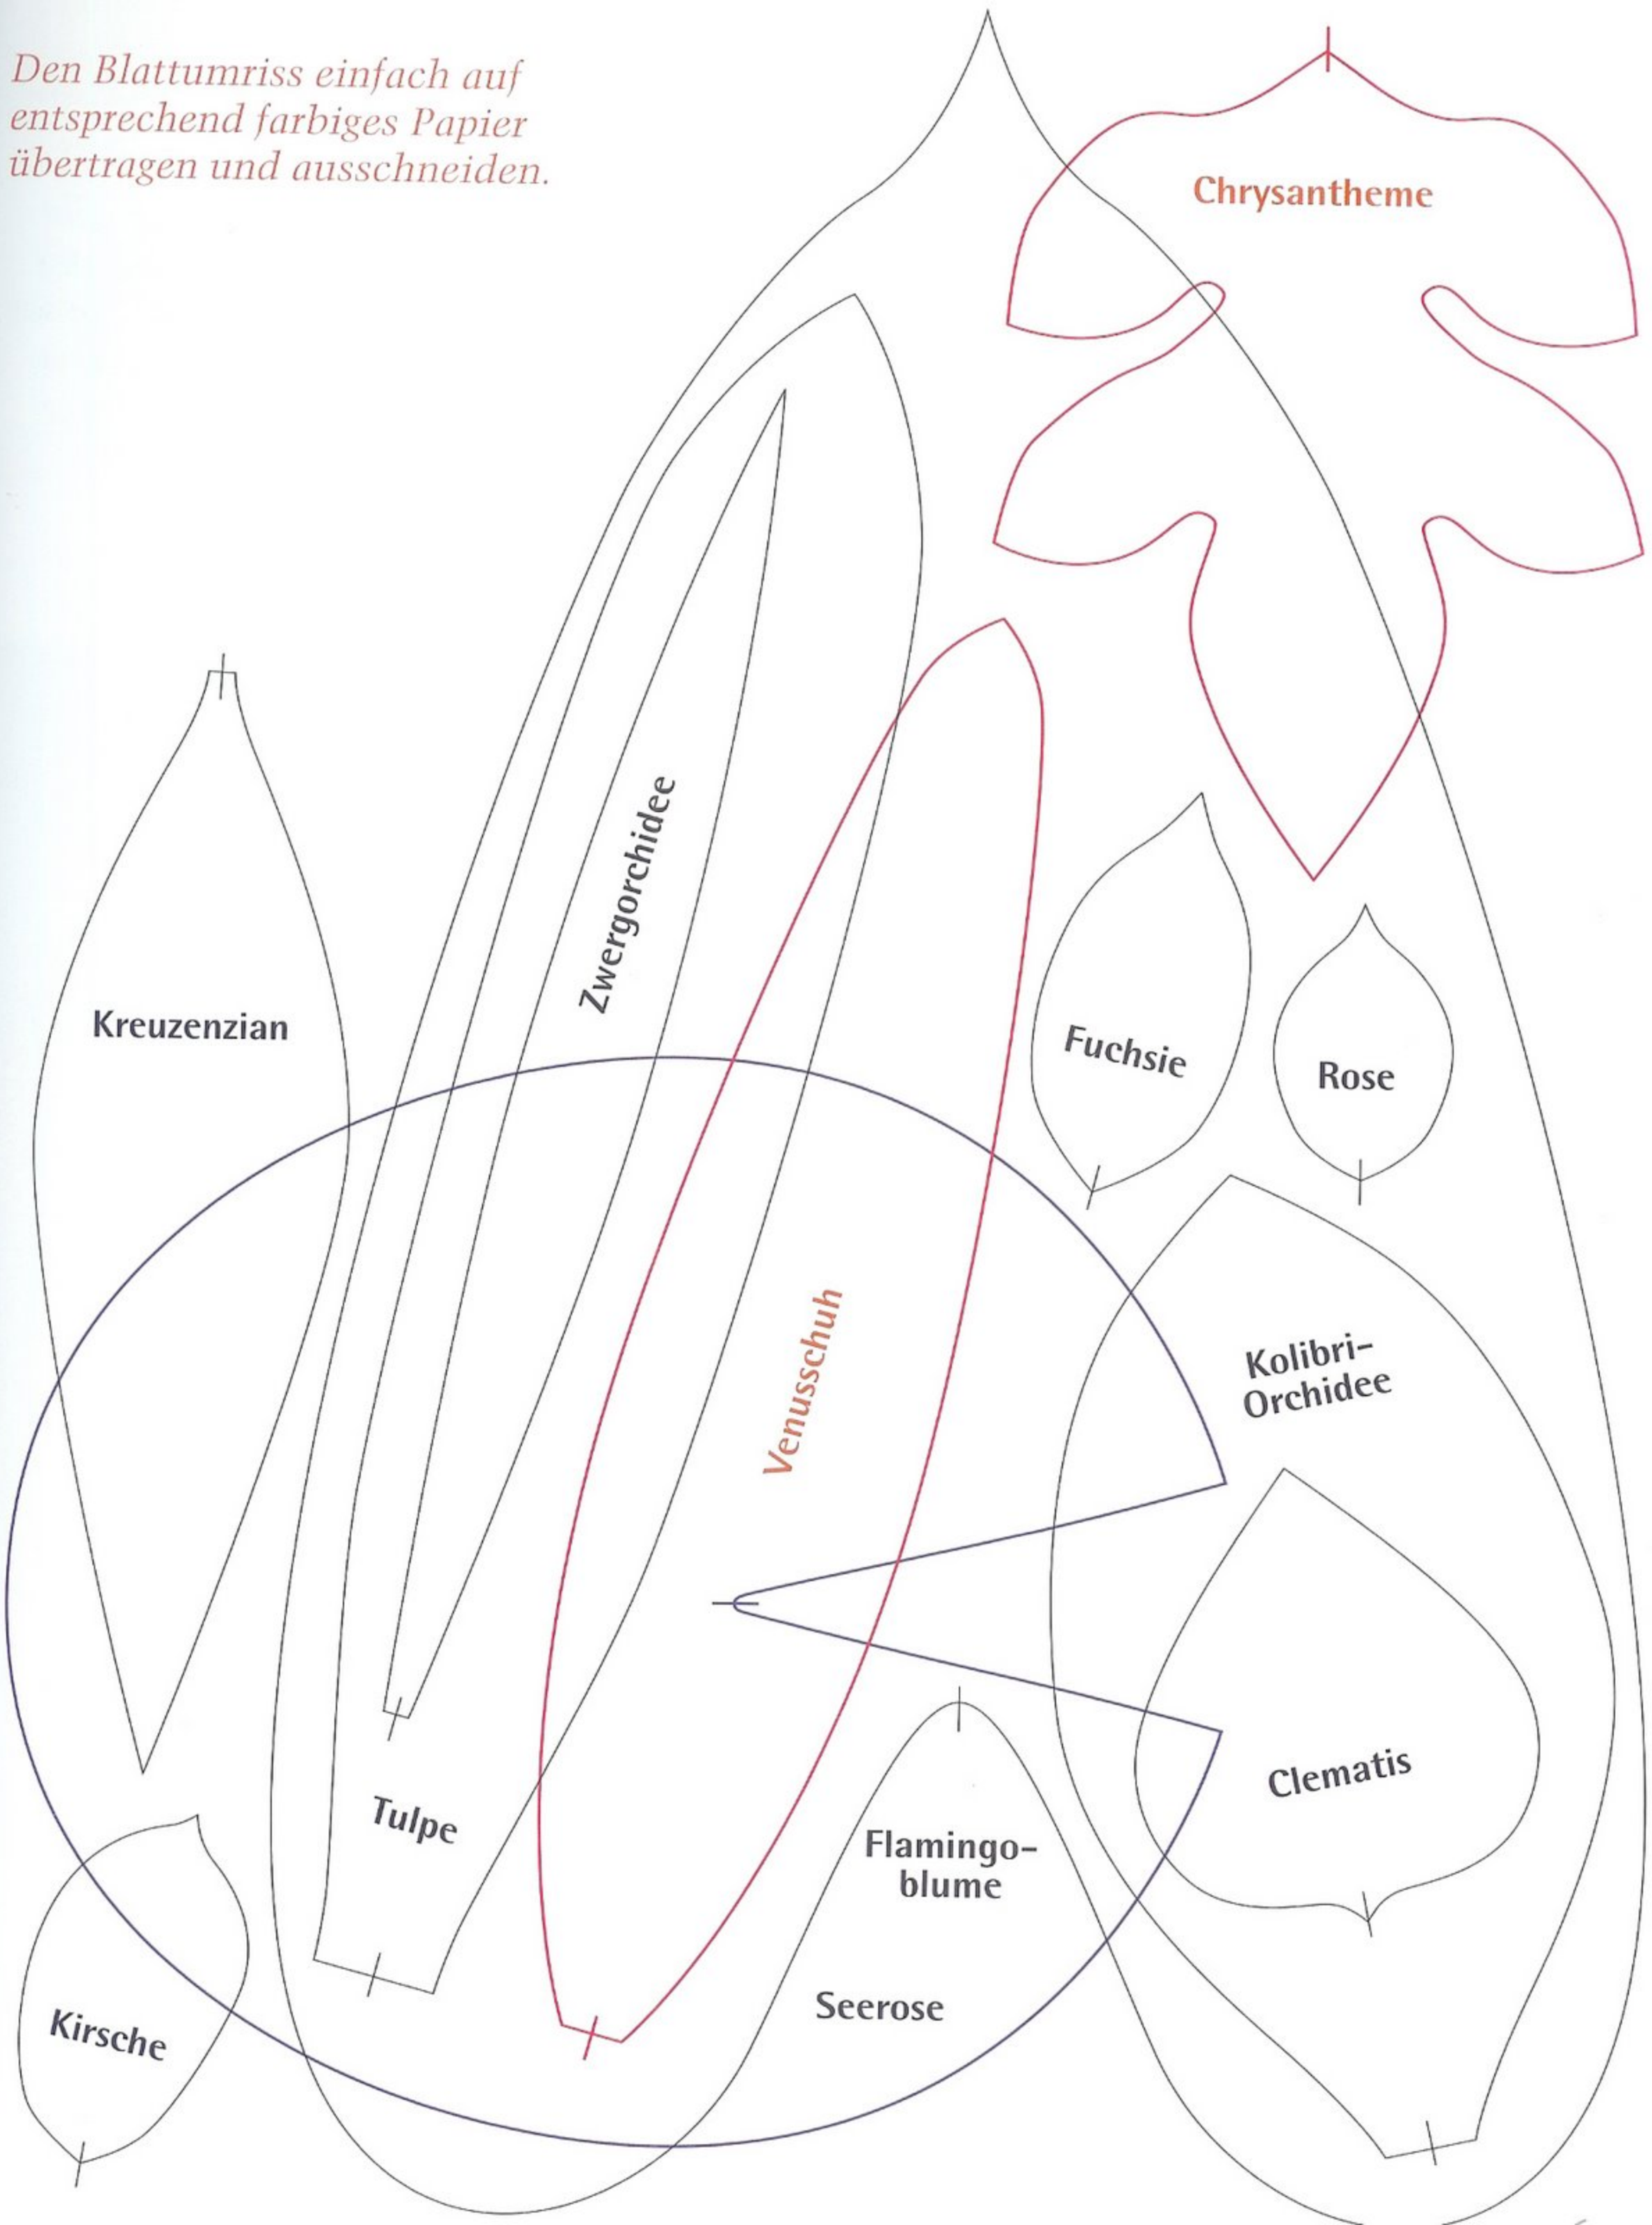 Den Blattumriss einfach auf
entsprechend farbiges Papier
übertragen und ausschneiden.
Chrysantheme
Zwergorchidee
Kreuzenzian
Fuchsie
Rose
Venusschuh
Kolibri-
Orchidee
Clematis
Tulpe
Flamingo-
blume
Seerose
Kirsche